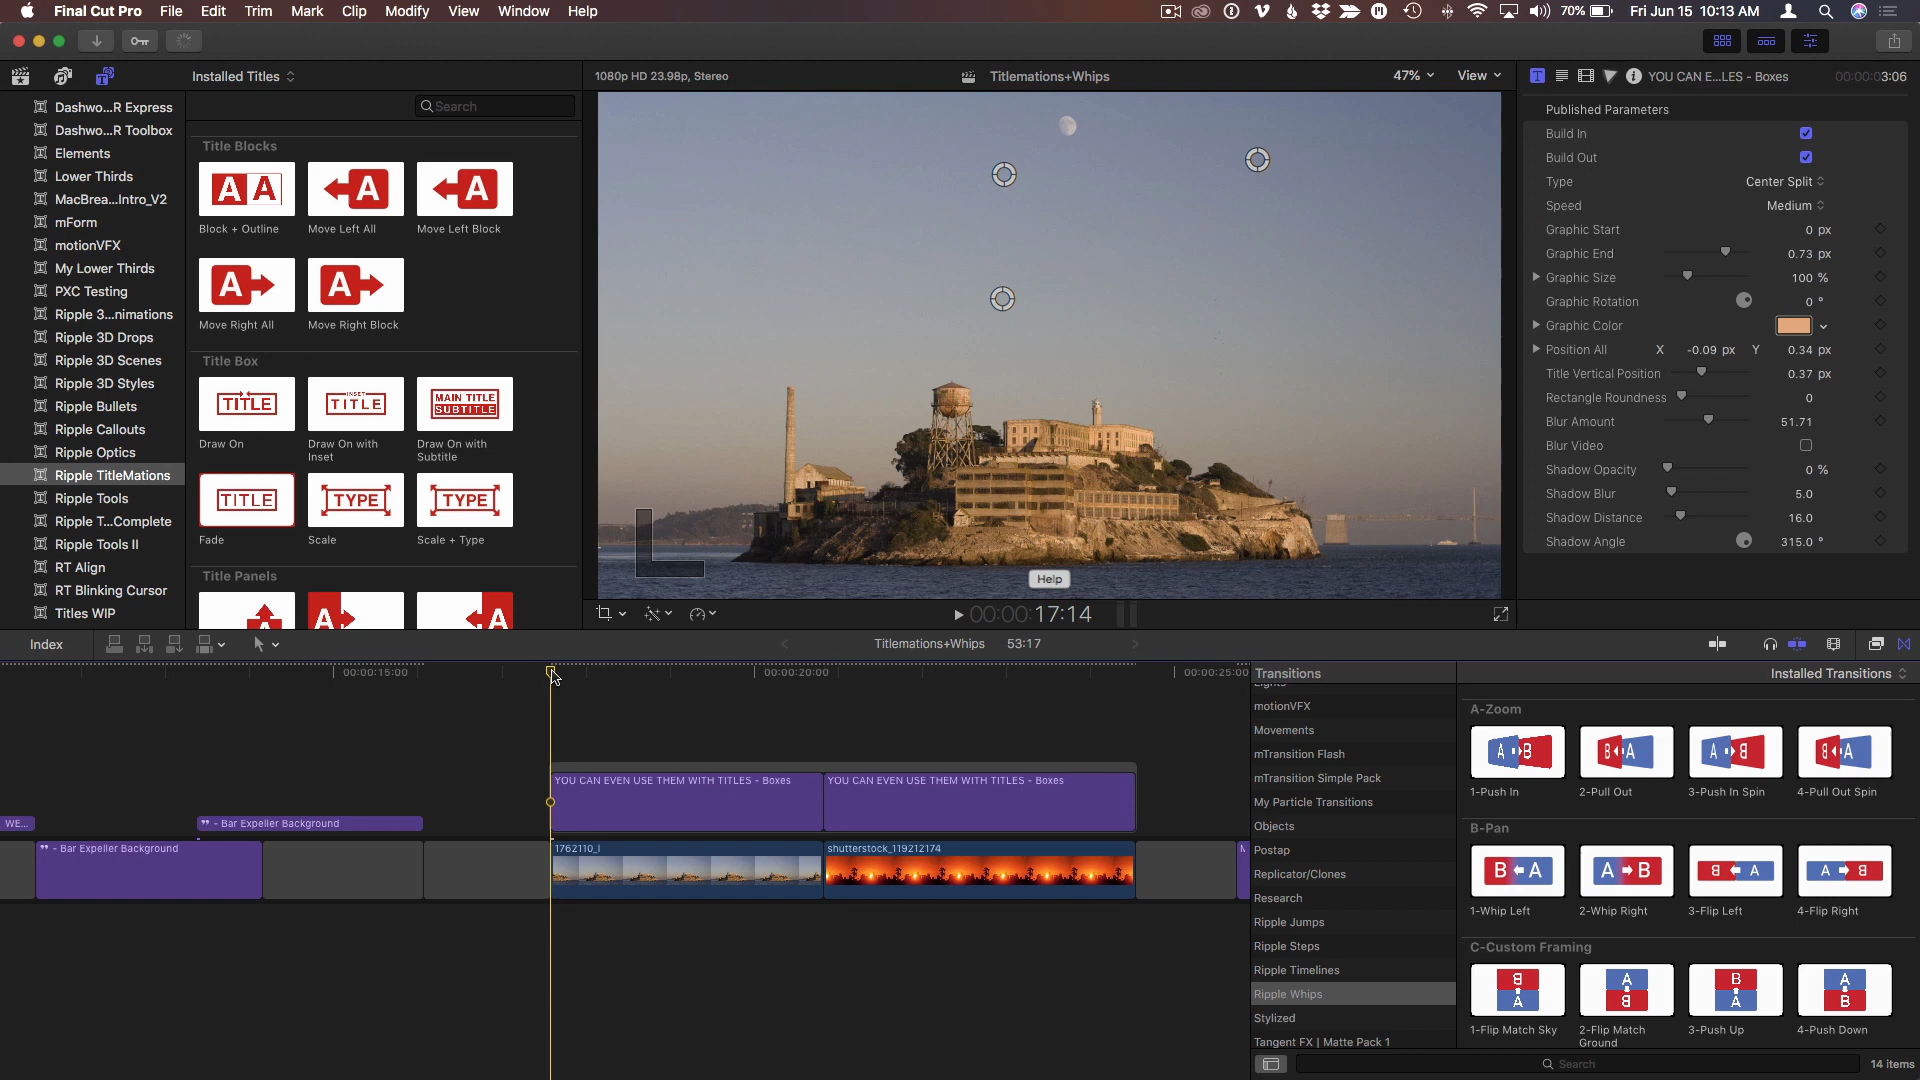 Final Cut Pro File Edit Trim Mark Clip Modify View Window Help 70% Fri Jun 15 10:13 AM
Installed Titles
1080p HD 23.98p, Stereo
Titlemations+Whips
47%
View
YOU CAN E...LES - Boxes
00:00:03:06
Search
Dashwo...R Express
Dashwo...R Toolbox
Elements
Lower Thirds
MacBrea...Intro_V2
mForm
motionVFX
My Lower Thirds
PXC Testing
Ripple 3...nimations
Ripple 3D Drops
Ripple 3D Scenes
Ripple 3D Styles
Ripple Bullets
Ripple Callouts
Ripple Optics
Ripple TitleMations
Ripple Tools
Ripple T...Complete
Ripple Tools II
RT Align
RT Blinking Cursor
Titles WIP
Title Blocks
A A A A
Block + Outline Move Left All Move Left Block
A A
Move Right All Move Right Block
Title Box
TITLE INSET TITLE MAIN TITLE SUBTITLE
Draw On
Draw On with Inset
Draw On with Subtitle
TITLE TYPE TYPE
Fade Scale Scale + Type
Title Panels
A A
Help
00:00:00:17:14
Published Parameters
Build In
Build Out
Type Center Split
Speed Medium
Graphic Start 0 px
Graphic End 0.73 px
Graphic Size 100 %
Graphic Rotation 0 °
Graphic Color
Position All X -0.09 px Y 0.34 px
Title Vertical Position 0.37 px
Rectangle Roundness 0
Blur Amount 51.71
Blur Video
Shadow Opacity 0 %
Shadow Blur 5.0
Shadow Distance 16.0
Shadow Angle 315.0 °
Index
Titlemations+Whips 53:17
00:00:15:00 00:00:20:00 00:00:25:00
YOU CAN EVEN USE THEM WITH TITLES - Boxes YOU CAN EVEN USE THEM WITH TITLES - Boxes
WE... " - Bar Expeller Background
" - Bar Expeller Background 1762110_l shutterstock_119212174
Transitions
motionVFX
Movements
mTransition Flash
mTransition Simple Pack
My Particle Transitions
Objects
Postap
Replicator/Clones
Research
Ripple Jumps
Ripple Steps
Ripple Timelines
Ripple Whips
Stylized
Tangent FX | Matte Pack 1
Installed Transitions
A-Zoom
A B B A A B B A
1-Push In 2-Pull Out 3-Push In Spin 4-Pull Out Spin
B-Pan
B A A B B A A B
1-Whip Left 2-Whip Right 3-Flip Left 4-Flip Right
C-Custom Framing
B A A B B A A B
1-Flip Match Sky
2-Flip Match Ground
3-Push Up
4-Push Down
Search
14 items